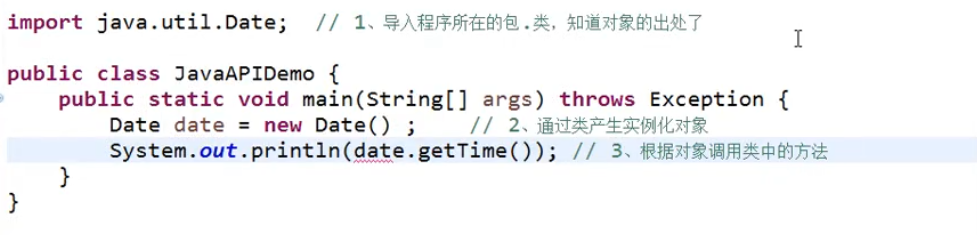 import java.util.Date;  // 1、导入程序所在的包.类，知道对象的出处了
public class JavaAPIDemo {
    public static void main(String[] args) throws Exception {
        Date date = new Date() ;    // 2、通过类产生实例化对象
        System.out.println(date.getTime()); // 3、根据对象调用类中的方法
    }
}